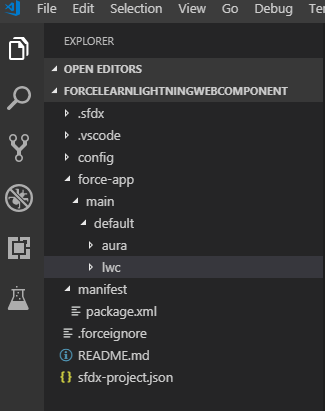 File Edit Selection View Go Debug Te
EXPLORER
OPEN EDITORS
FORCELEARNLIGHTNINGWEBCOMPONENT
.sfdx
.vscode
config
force-app
main
default
aura
lwc
manifest
package.xml
.forceignore
README.md
sfdx-project.json